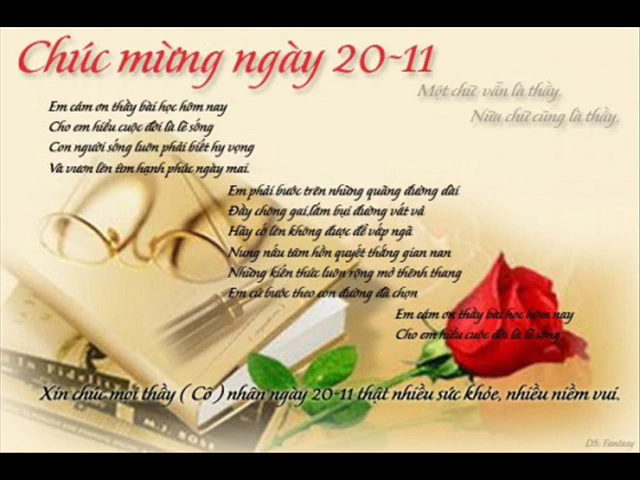 Chúc mừng ngày 20-11
Một chữ vẫn là thầy,
Nửa chữ cũng là thầy,
Em cám ơn thầy bài học hôm nay
Cho em hiểu cuộc đời là lẽ sống
Con người sống luôn phải biết hy vọng
Và vươn lên tìm hạnh phúc ngày mai.
Em phải bước trên những quãng đường dài
Đầy chông gai,lấm bụi đường vất vả
Hãy cố lên không được để vấp ngã
Nung nấu tâm hồn quyết thắng gian nan
Những kiến thức luôn rộng mở thênh thang
Em cứ bước theo con đường đã chọn
Em cám ơn thầy bài học hôm nay
Cho em hiểu cuộc đời là lẽ sống
Xin chúc mọi thầy ( Cô ) nhân ngày 20-11 thật nhiều sức khỏe, nhiều niềm vui.
M.J. ROSE
DS: Fantasy